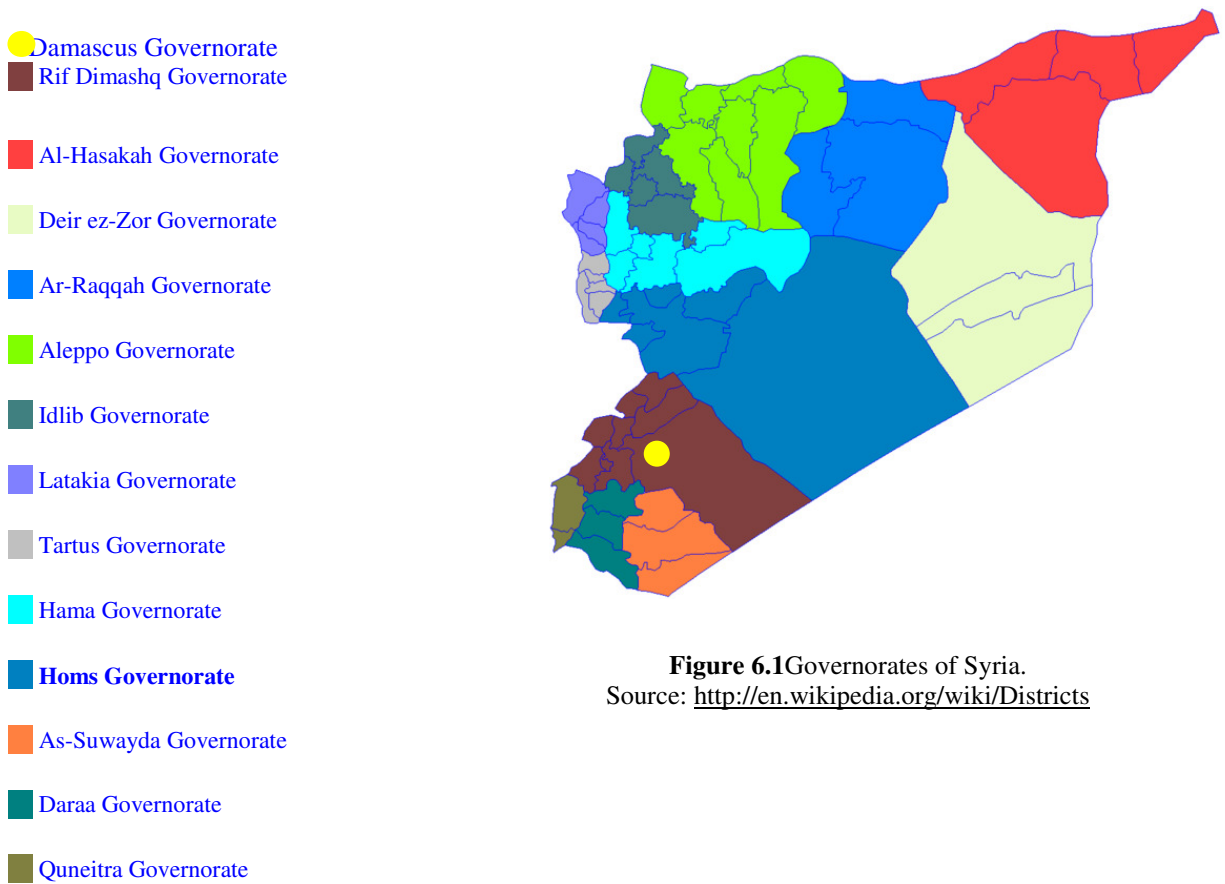 Damascus Governorate
Rif Dimashq Governorate
Al-Hasakah Governorate
Deir ez-Zor Governorate
Ar-Raqqah Governorate
Aleppo Governorate
Idlib Governorate
Latakia Governorate
Tartus Governorate
Hama Governorate
Homs Governorate
As-Suwayda Governorate
Daraa Governorate
Quneitra Governorate
Figure 6.1Governorates of Syria.
Source: http://en.wikipedia.org/wiki/Districts